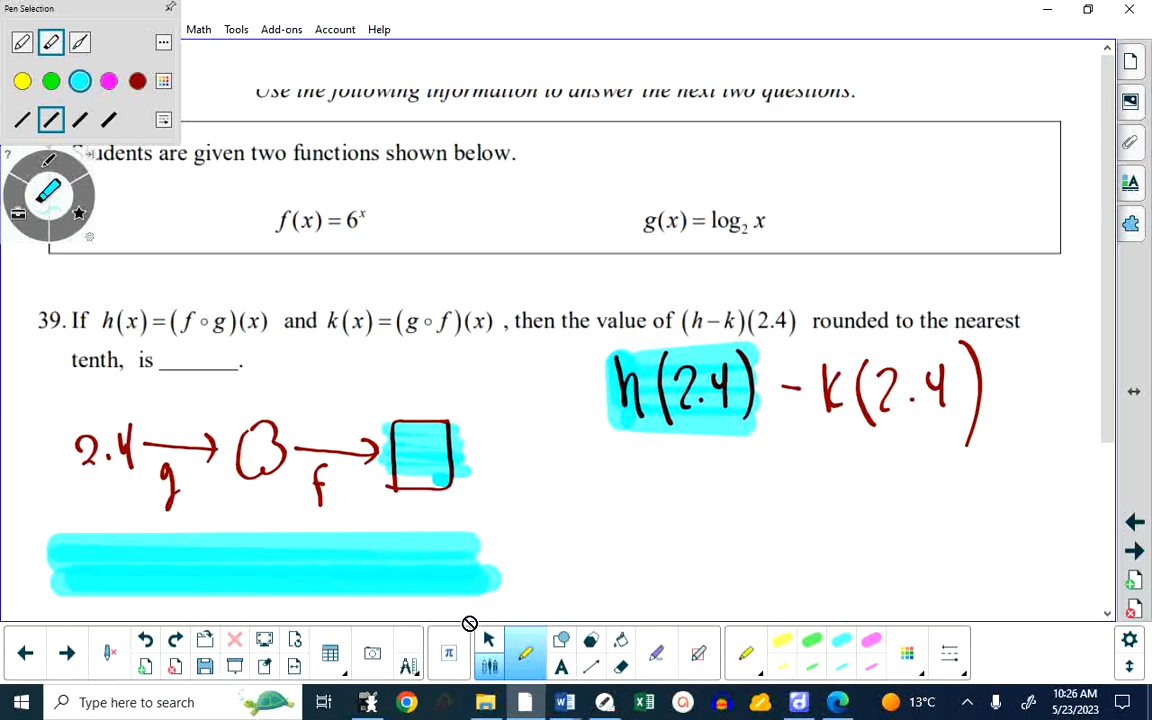 Pen Selection
Math Tools Add-ons Account Help
Use the following information to answer the next two questions.
Students are given two functions shown below.
f(x) = 6^x g(x) = log₂ x
39. If h(x) = (f ∘ g)(x) and k(x) = (g ∘ f)(x) , then the value of (h − k)(2.4) rounded to the nearest
tenth, is _______.
h(2.4) − k(2.4)
2.4 → → 
g f
Type here to search
13°C
10:26 AM
5/23/2023